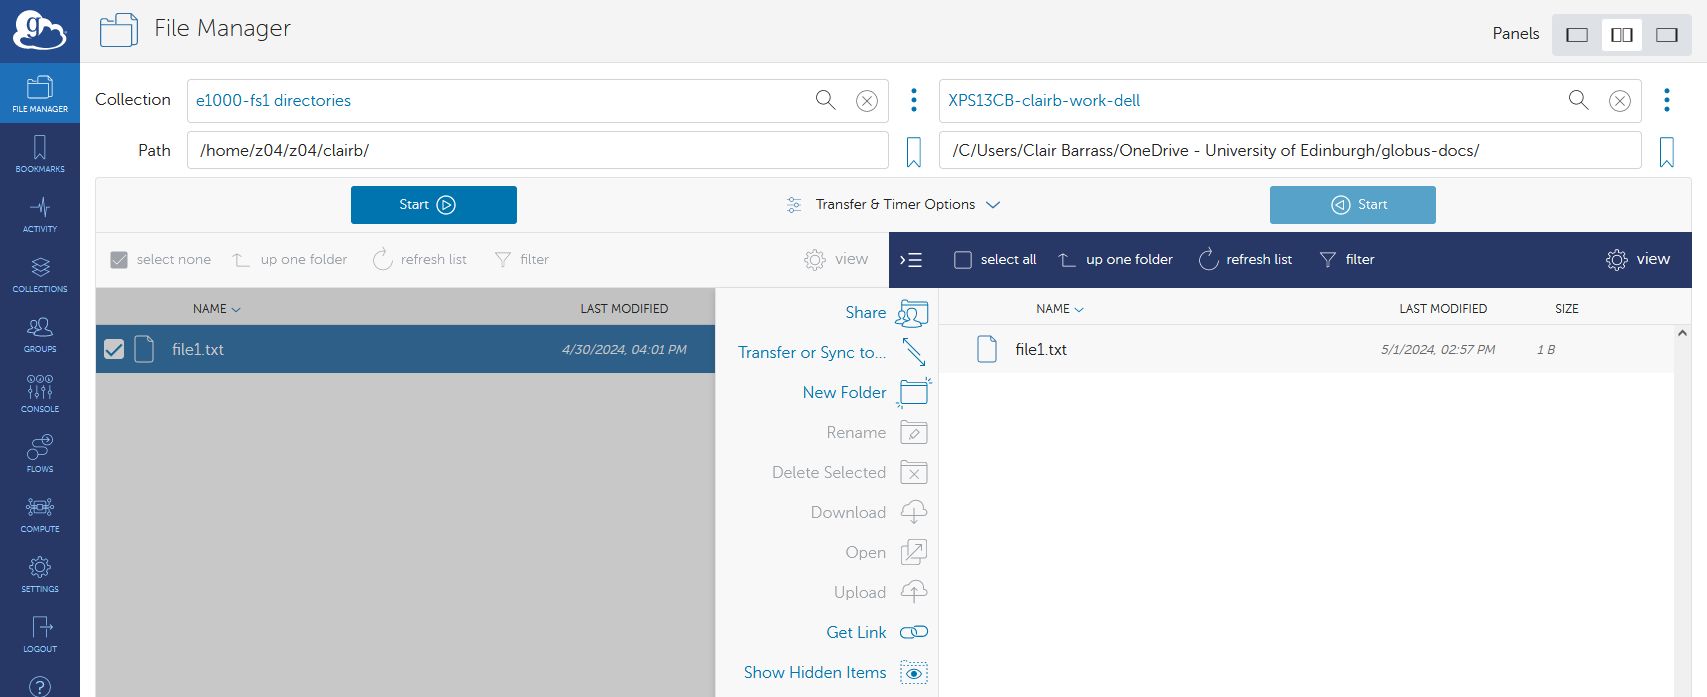 g
File Manager
Panels
FILE MANAGER
BOOKMARKS
ACTIVITY
COLLECTIONS
GROUPS
CONSOLE
FLOWS
COMPUTE
SETTINGS
LOGOUT
?
Collection e1000-fs1 directories XPS13CB-clairb-work-dell
Path /home/z04/z04/clairb/ /C/Users/Clair Barrass/OneDrive - University of Edinburgh/globus-docs/
Start Transfer & Timer Options Start
select none up one folder refresh list filter view select all up one folder refresh list filter view
NAME LAST MODIFIED NAME LAST MODIFIED SIZE
file1.txt 4/30/2024, 04:01 PM file1.txt 5/1/2024, 02:57 PM 1 B
Share
Transfer or Sync to...
New Folder
Rename
Delete Selected
Download
Open
Upload
Get Link
Show Hidden Items